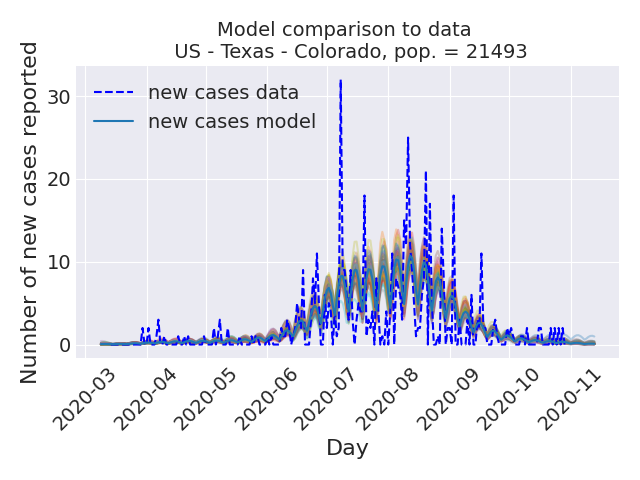 Model comparison to data
US - Texas - Colorado, pop. = 21493
Number of new cases reported
30
20
10
0
new cases data
new cases model
2020-03
2020-04
2020-05
2020-06
2020-07
2020-08
2020-09
2020-10
2020-11
Day